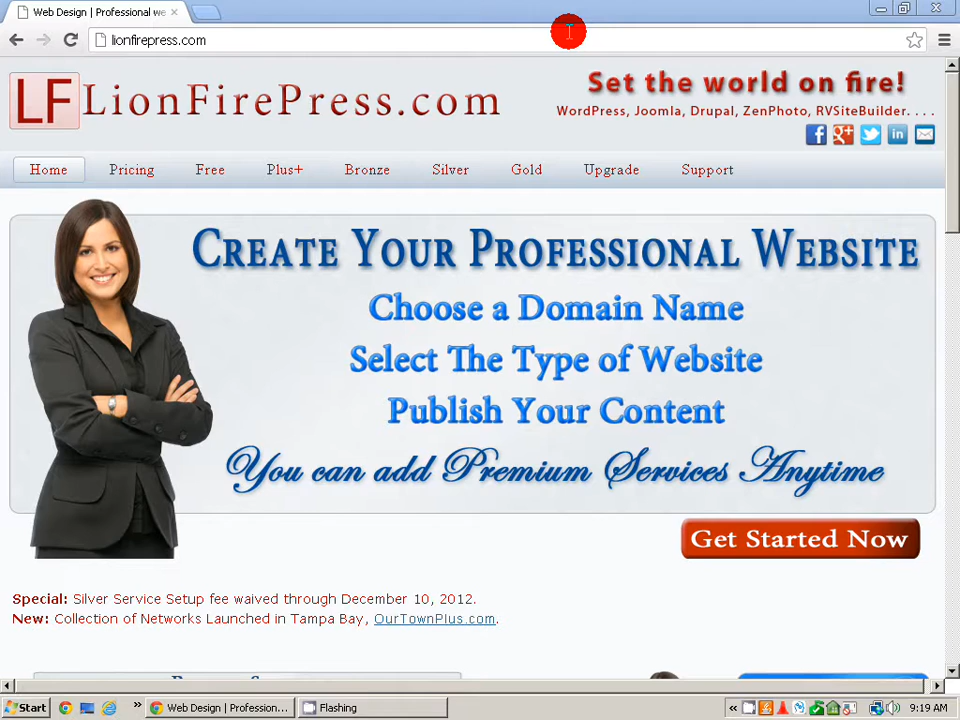 Web Design | Professional we
lionfirepress.com
LF LionFirePress.com
Set the world on fire!
WordPress, Joomla, Drupal, ZenPhoto, RVSiteBuilder. . . .
Home Pricing Free Plus+ Bronze Silver Gold Upgrade Support
Create Your Professional Website
Choose a Domain Name
Select The Type of Website
Publish Your Content
You can add Premium Services Anytime
Get Started Now
Special: Silver Service Setup fee waived through December 10, 2012.
New: Collection of Networks Launched in Tampa Bay, OurTownPlus.com.
Start Web Design | Profession... Flashing 9:19 AM